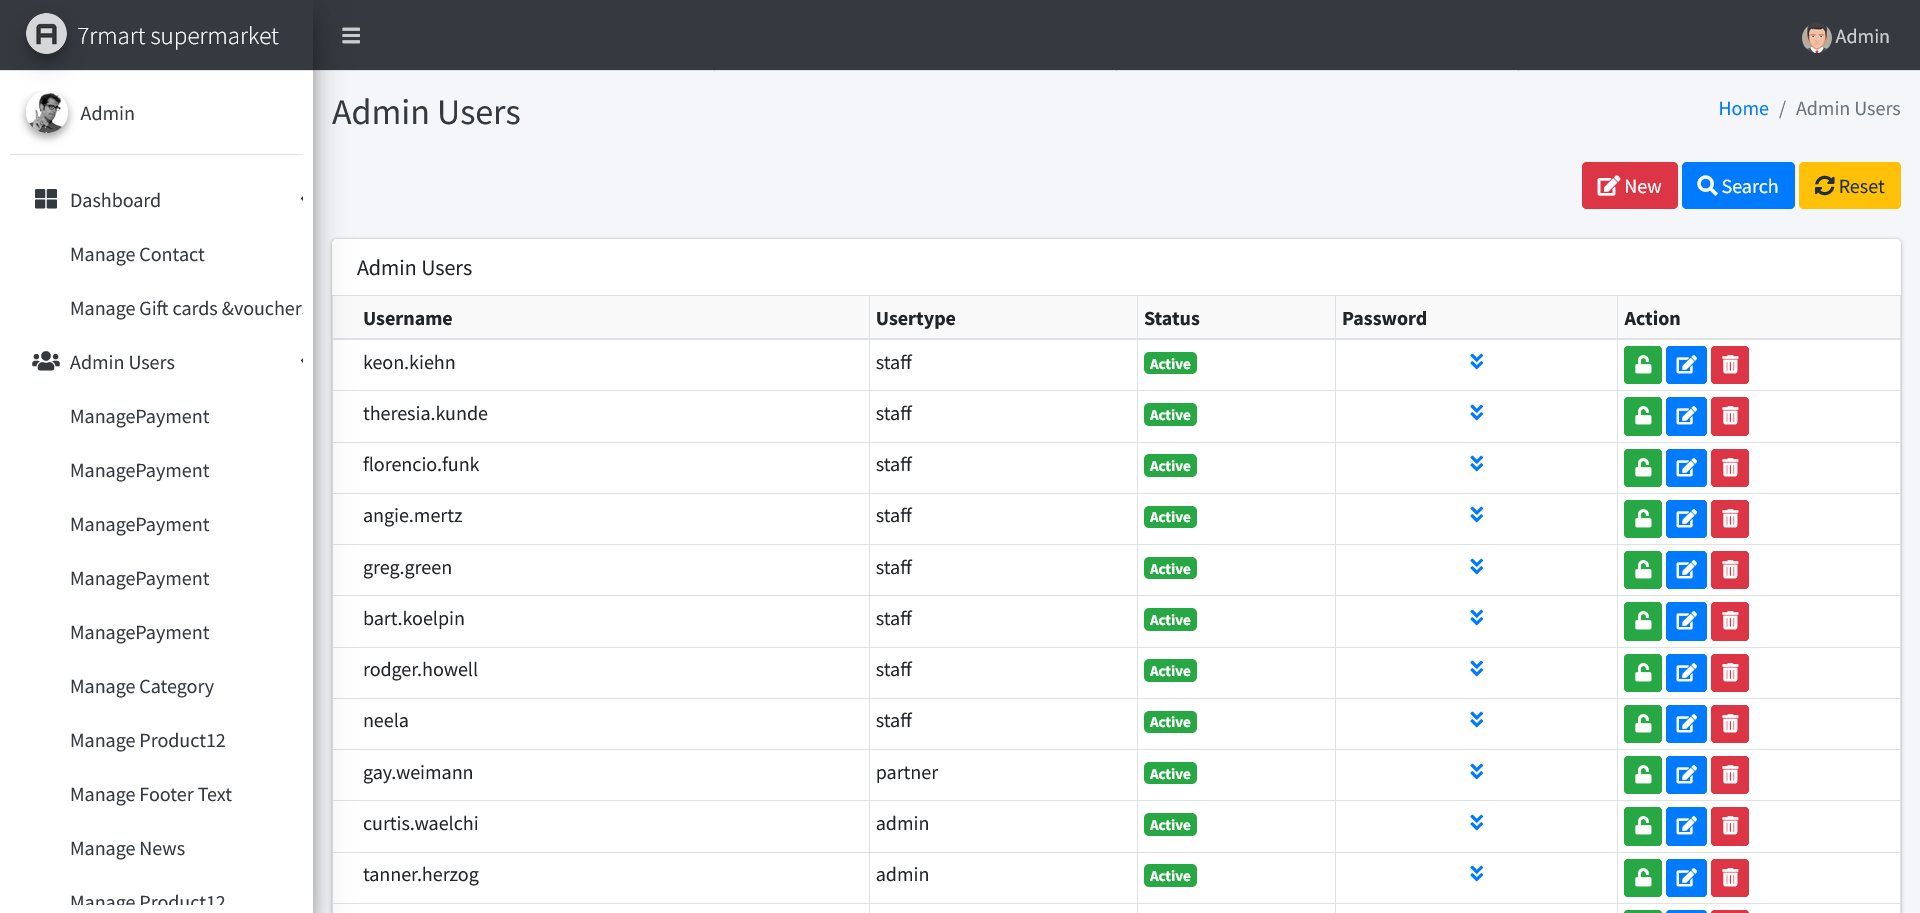 7rmart supermarket
Admin
Admin
Dashboard
Manage Contact
Manage Gift cards &voucher
Admin Users
ManagePayment
ManagePayment
ManagePayment
ManagePayment
ManagePayment
Manage Category
Manage Product12
Manage Footer Text
Manage News
Manage Product12
Admin Users
Home / Admin Users
New Search Reset
Admin Users
Username Usertype Status Password Action
keon.kiehn staff Active
theresia.kunde staff Active
florencio.funk staff Active
angie.mertz staff Active
greg.green staff Active
bart.koelpin staff Active
rodger.howell staff Active
neela staff Active
gay.weimann partner Active
curtis.waelchi admin Active
tanner.herzog admin Active